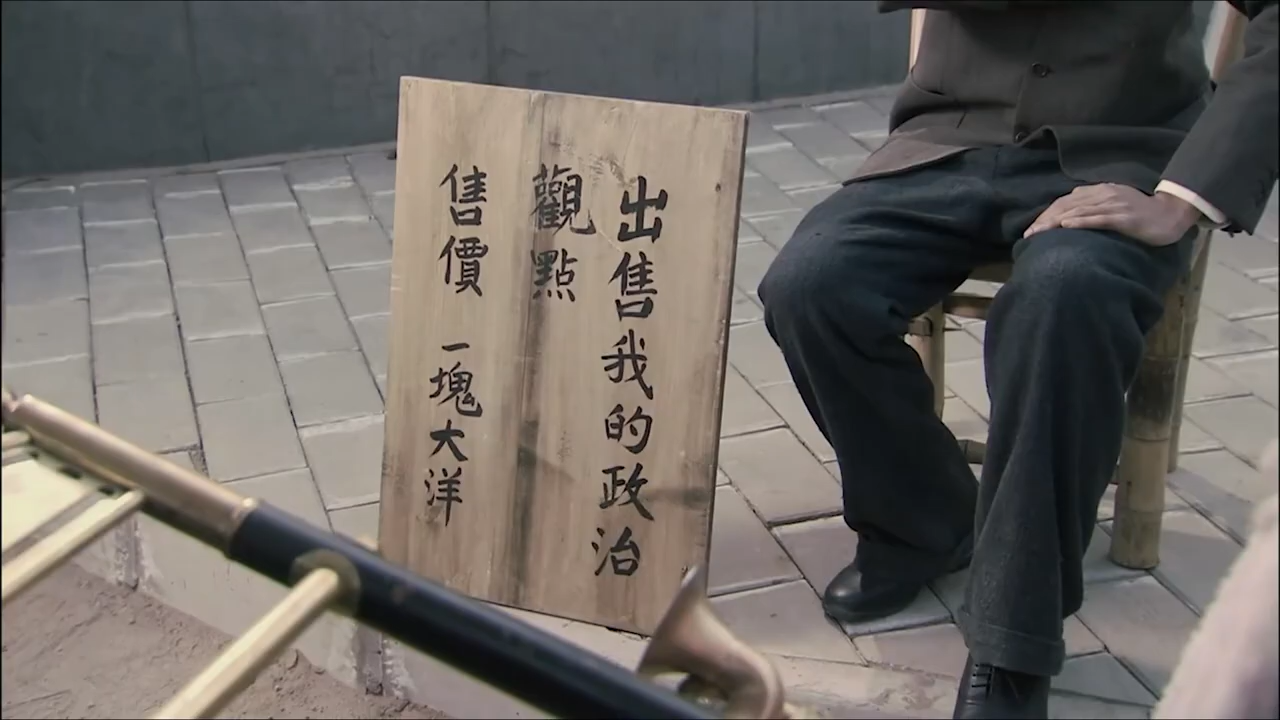 出售我的政治
觀點
售價 一塊大洋